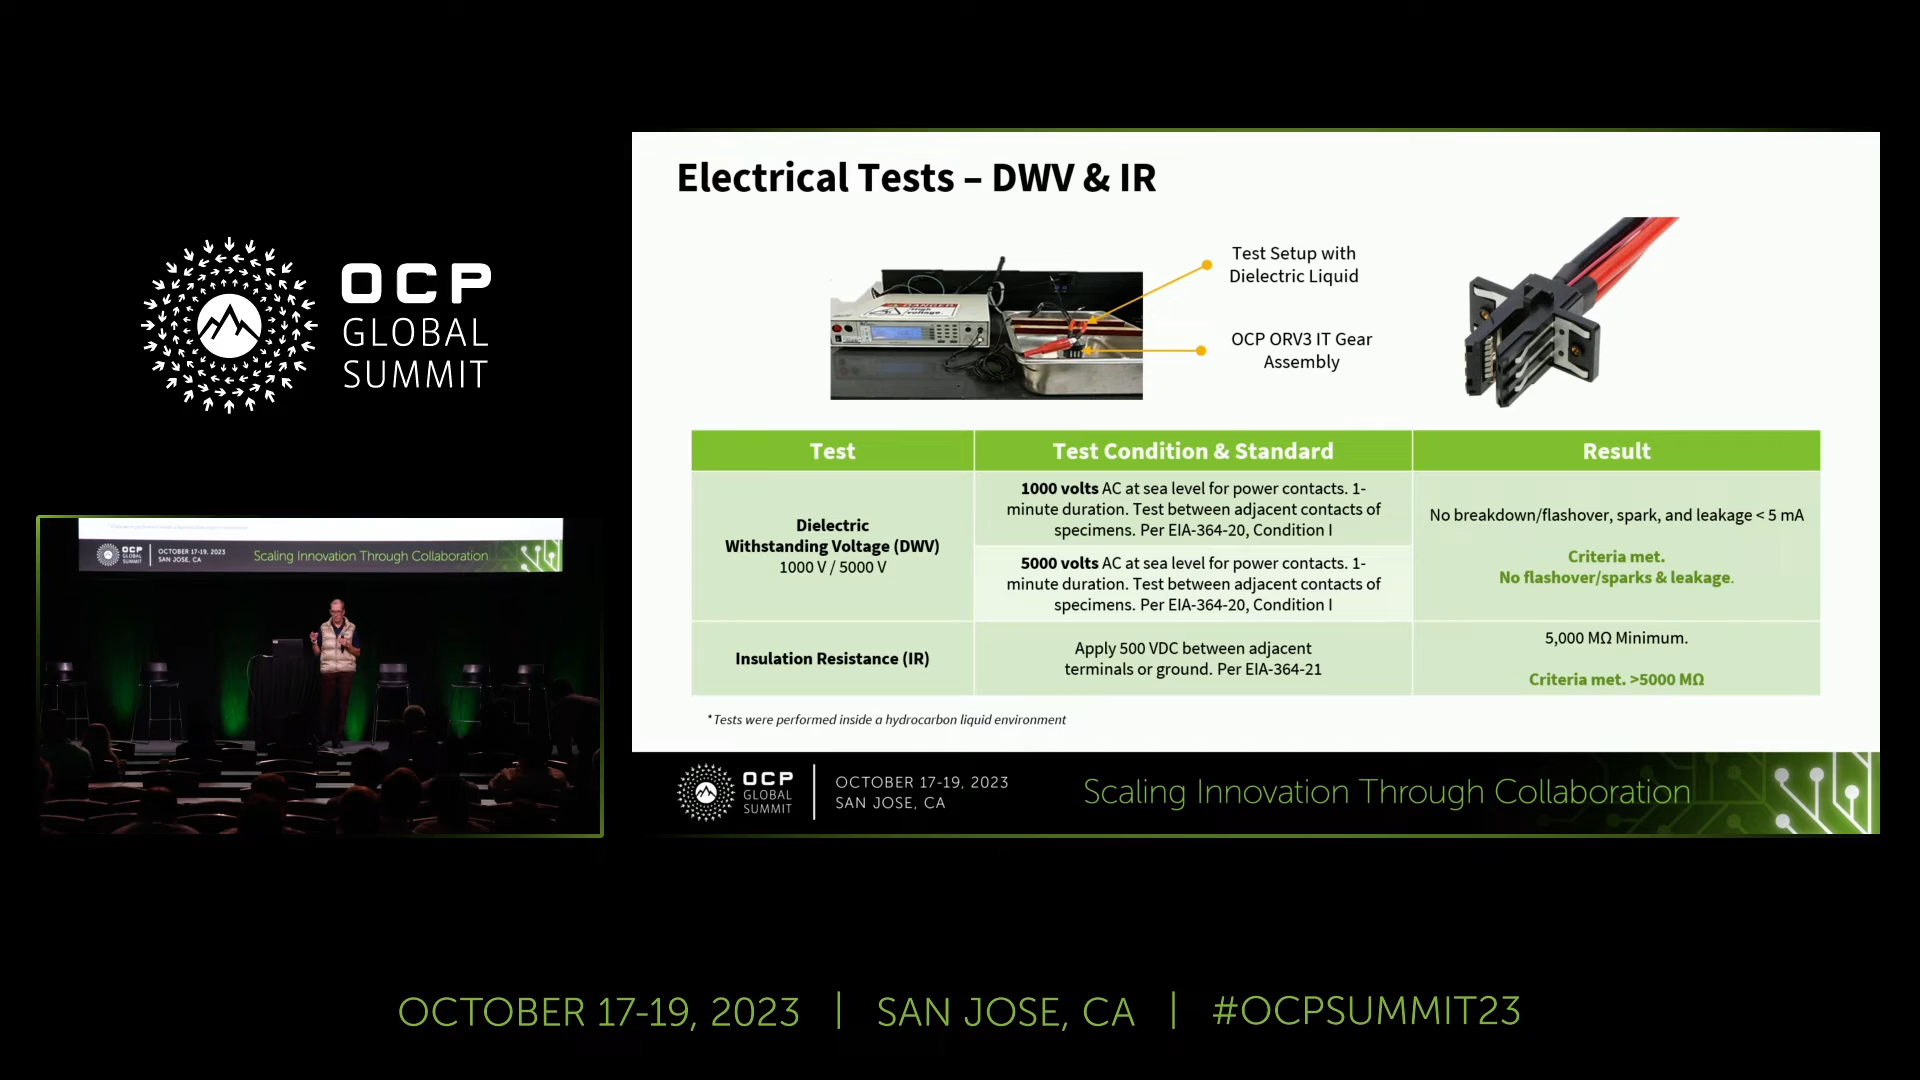 OCP
GLOBAL
SUMMIT
OCP
GLOBAL
SUMMIT
OCTOBER 17-19, 2023
SAN JOSE, CA
Scaling Innovation Through Collaboration
Electrical Tests – DWV & IR
DANGER
High
voltage
Test Setup with
Dielectric Liquid
OCP ORV3 IT Gear
Assembly
Test
Test Condition & Standard
Result
Dielectric
Withstanding Voltage (DWV)
1000 V / 5000 V
1000 volts AC at sea level for power contacts. 1-
minute duration. Test between adjacent contacts of
specimens. Per EIA-364-20, Condition I
5000 volts AC at sea level for power contacts. 1-
minute duration. Test between adjacent contacts of
specimens. Per EIA-364-20, Condition I
No breakdown/flashover, spark, and leakage < 5 mA
Criteria met.
No flashover/sparks & leakage.
Insulation Resistance (IR)
Apply 500 VDC between adjacent
terminals or ground. Per EIA-364-21
5,000 MΩ Minimum.
Criteria met. >5000 MΩ
*Tests were performed inside a hydrocarbon liquid environment
OCP
GLOBAL
SUMMIT
OCTOBER 17-19, 2023
SAN JOSE, CA
Scaling Innovation Through Collaboration
OCTOBER 17-19, 2023 | SAN JOSE, CA | #OCPSUMMIT23